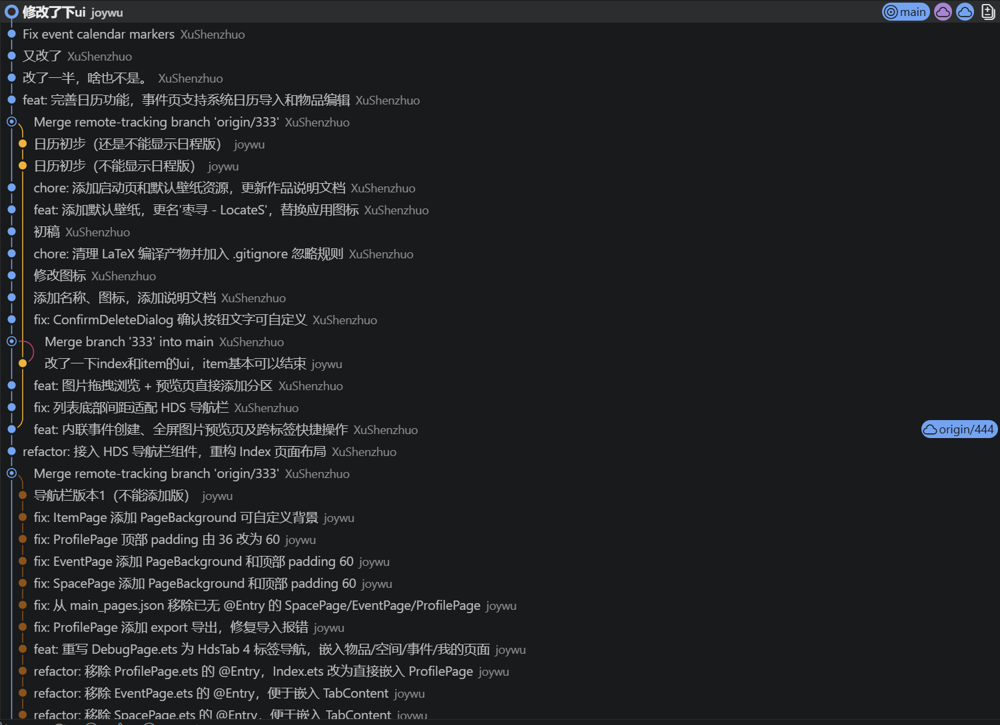 修改了下ui joywu main
Fix event calendar markers XuShenzhuo
又改了 XuShenzhuo
改了一半，啥也不是。 XuShenzhuo
feat: 完善日历功能，事件页支持系统日历导入和物品编辑 XuShenzhuo
Merge remote-tracking branch 'origin/333' XuShenzhuo
日历初步（还是不能显示日程版） joywu
日历初步（不能显示日程版） joywu
chore: 添加启动页和默认壁纸资源，更新作品说明文档 XuShenzhuo
feat: 添加默认壁纸，更名'枣寻 - LocateS'，替换应用图标 XuShenzhuo
初稿 XuShenzhuo
chore: 清理 LaTeX 编译产物并加入 .gitignore 忽略规则 XuShenzhuo
修改图标 XuShenzhuo
添加名称、图标，添加说明文档 XuShenzhuo
fix: ConfirmDeleteDialog 确认按钮文字可自定义 XuShenzhuo
Merge branch '333' into main XuShenzhuo
改了一下index和item的ui，item基本可以结束 joywu
feat: 图片拖拽浏览 + 预览页直接添加分区 XuShenzhuo
fix: 列表底部间距适配 HDS 导航栏 XuShenzhuo
feat: 内联事件创建、全屏图片预览页及跨标签快捷操作 XuShenzhuo origin/444
refactor: 接入 HDS 导航栏组件，重构 Index 页面布局 XuShenzhuo
Merge remote-tracking branch 'origin/333' XuShenzhuo
导航栏版本1（不能添加版） joywu
fix: ItemPage 添加 PageBackground 可自定义背景 joywu
fix: ProfilePage 顶部 padding 由 36 改为 60 joywu
fix: EventPage 添加 PageBackground 和顶部 padding 60 joywu
fix: SpacePage 添加 PageBackground 和顶部 padding 60 joywu
fix: 从 main_pages.json 移除已无 @Entry 的 SpacePage/EventPage/ProfilePage joywu
fix: ProfilePage 添加 export 导出，修复导入报错 joywu
feat: 重写 DebugPage.ets 为 HdsTab 4 标签导航，嵌入物品/空间/事件/我的页面 joywu
refactor: 移除 ProfilePage.ets 的 @Entry，Index.ets 改为直接嵌入 ProfilePage joywu
refactor: 移除 EventPage.ets 的 @Entry，便于嵌入 TabContent joywu
refactor: 移除 SpacePage.ets 的 @Entry，便于嵌入 TabContent joywu